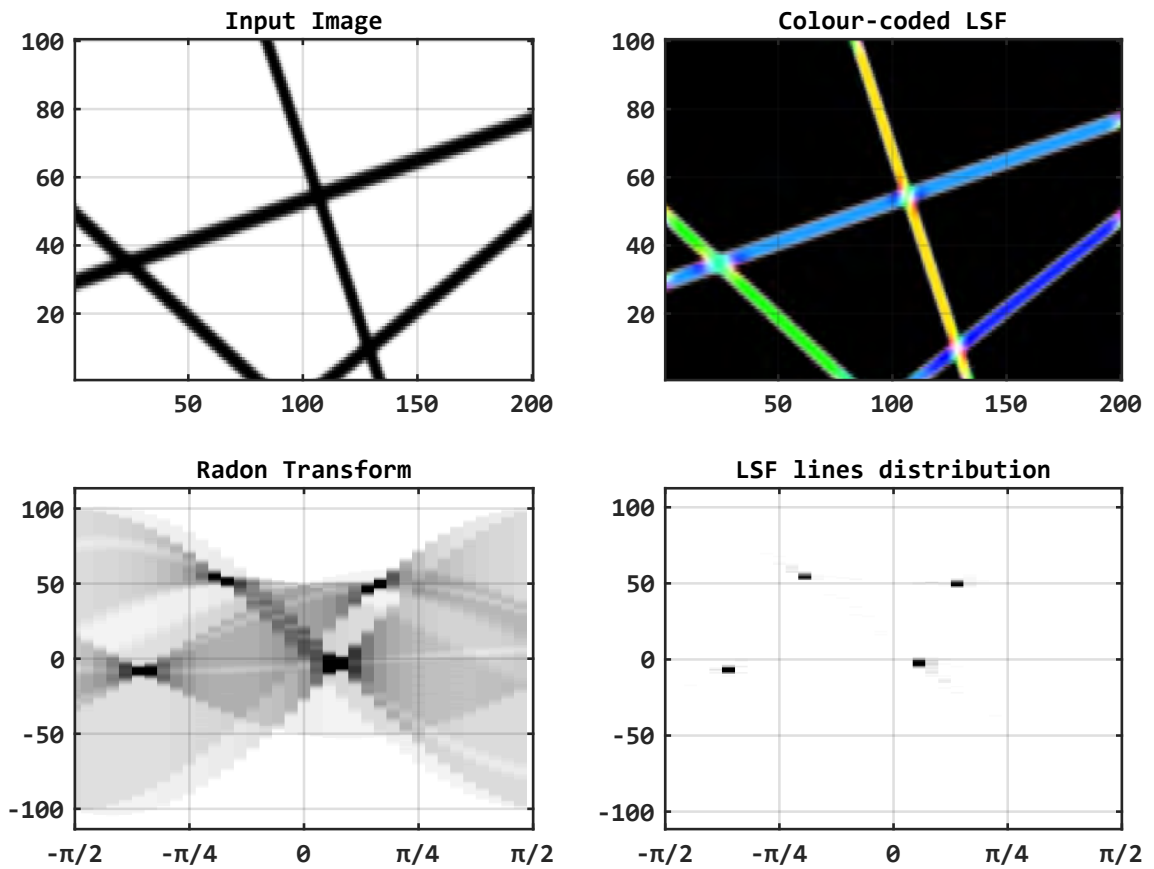 Input Image
Colour-coded LSF
100
80
60
40
20
50
100
150
200
100
80
60
40
20
50
100
150
200
Radon Transform
LSF lines distribution
100
50
0
-50
-100
-π/2
-π/4
0
π/4
π/2
100
50
0
-50
-100
-π/2
-π/4
0
π/4
π/2